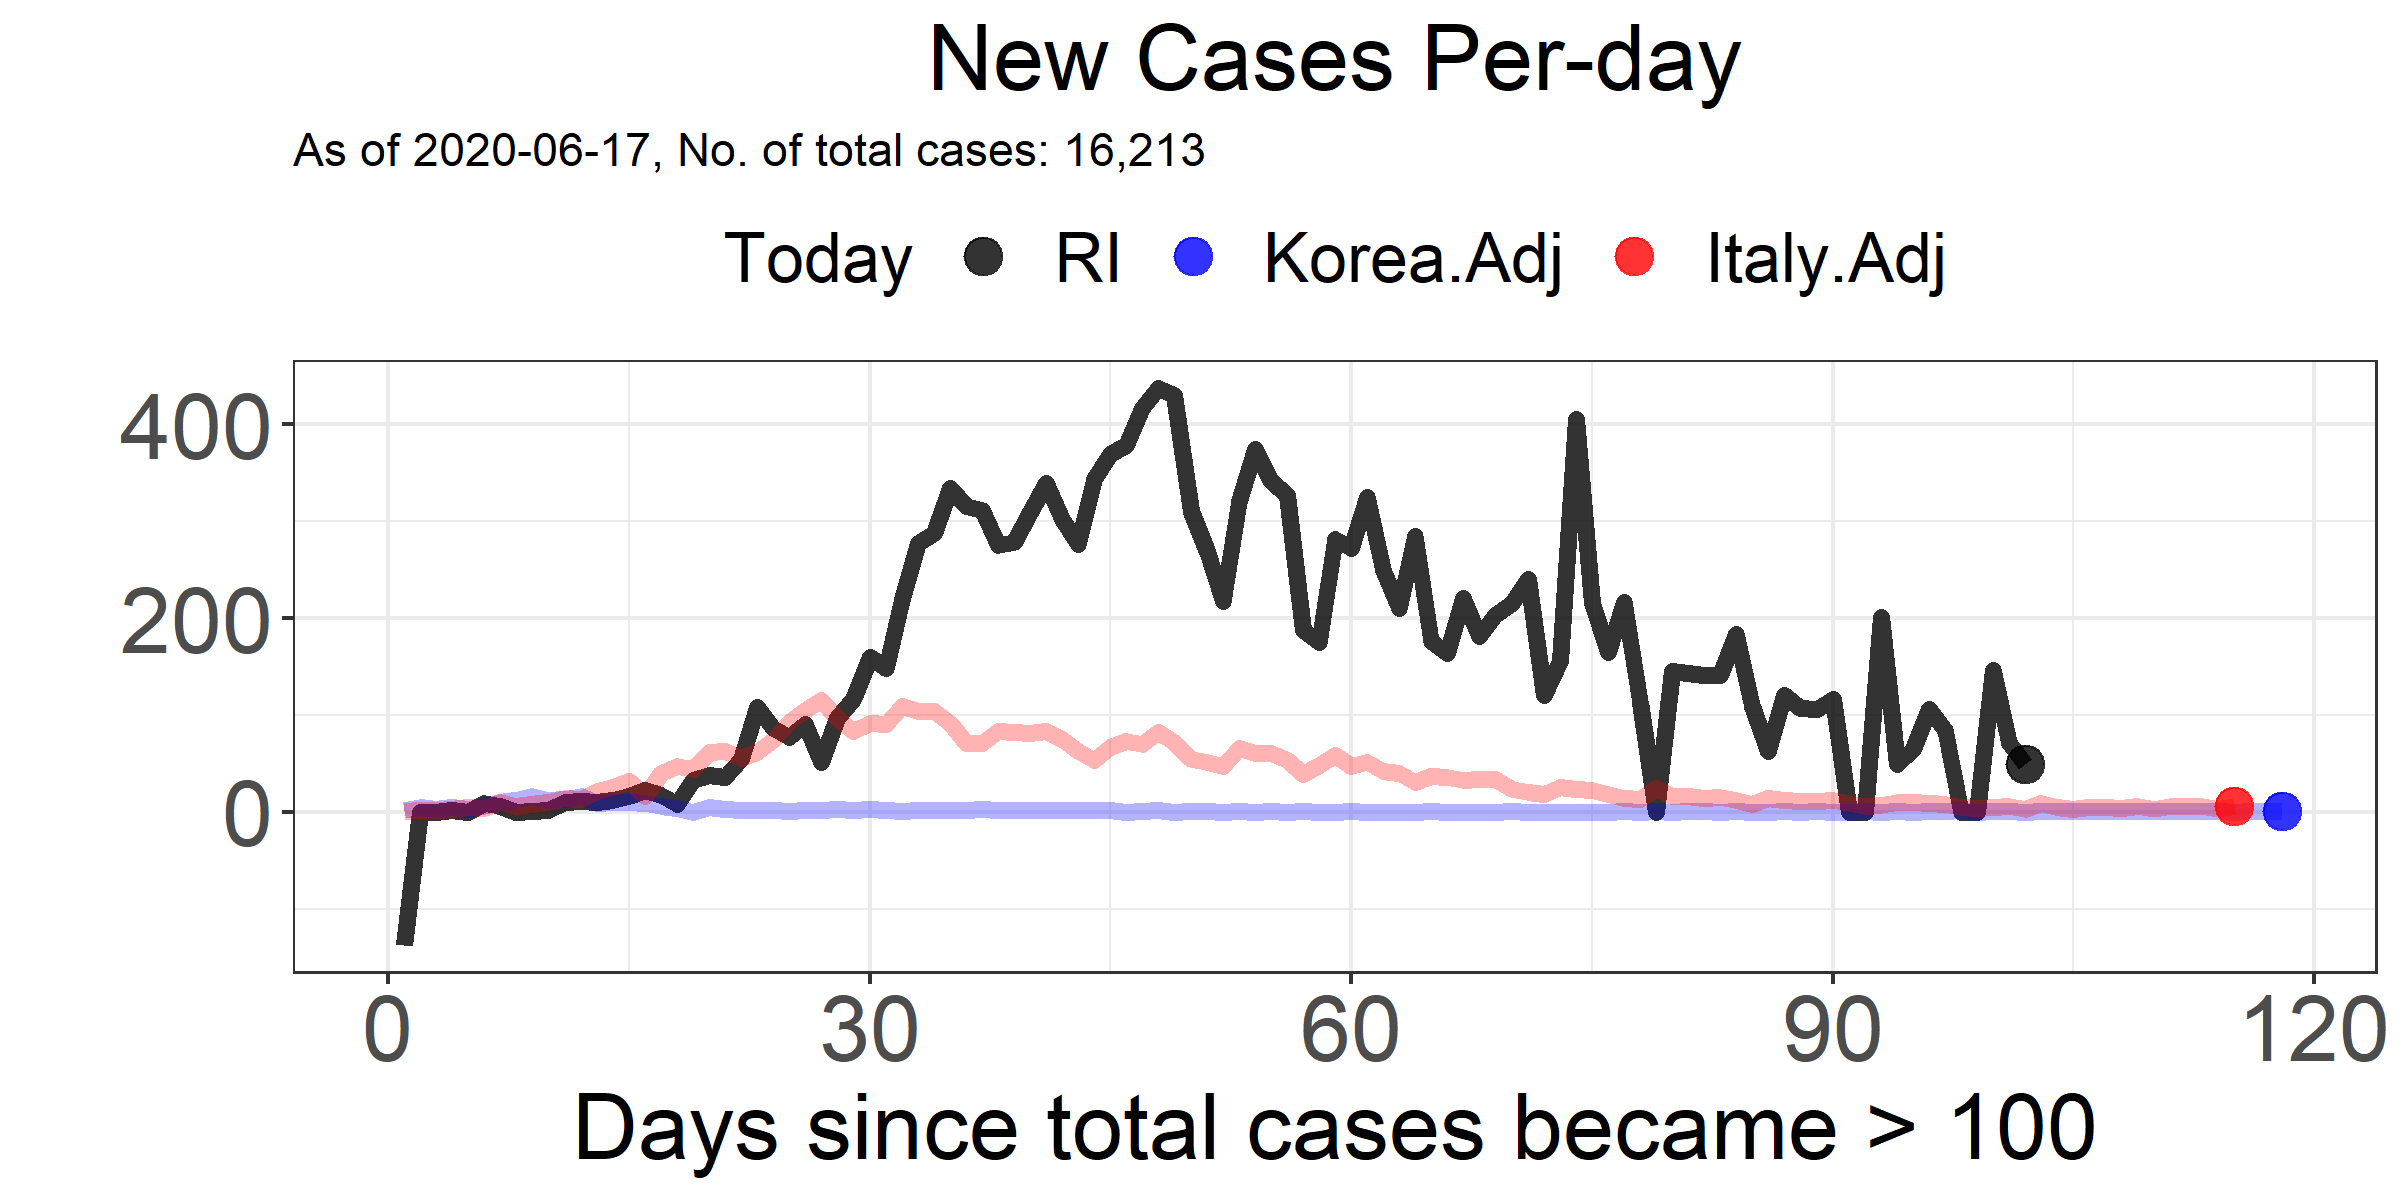 New Cases Per-day
As of 2020-06-17, No. of total cases: 16,213
Today RI Korea.Adj Italy.Adj
400
200
0
0 30 60 90 120
Days since total cases became > 100